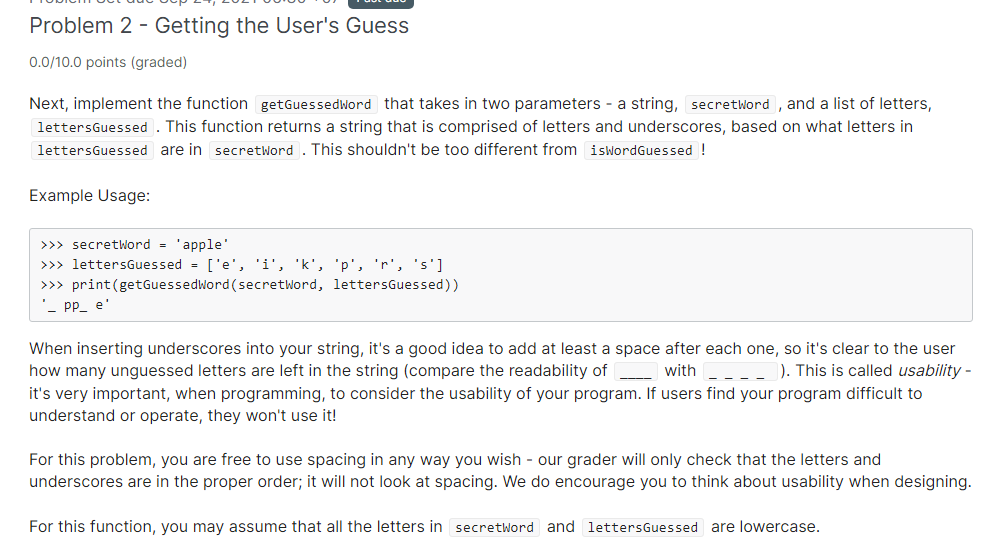 Problem 2 - Getting the User's Guess
0.0/10.0 points (graded)
Next, implement the function getGuessedWord that takes in two parameters - a string, secretWord , and a list of letters,
lettersGuessed . This function returns a string that is comprised of letters and underscores, based on what letters in
lettersGuessed are in secretWord . This shouldn't be too different from isWordGuessed !
Example Usage:
>>> secretWord = 'apple'
>>> lettersGuessed = ['e', 'i', 'k', 'p', 'r', 's']
>>> print(getGuessedWord(secretWord, lettersGuessed))
'_ pp_ e'
When inserting underscores into your string, it's a good idea to add at least a space after each one, so it's clear to the user
how many unguessed letters are left in the string (compare the readability of ____ with _ _ _ _ ). This is called usability -
it's very important, when programming, to consider the usability of your program. If users find your program difficult to
understand or operate, they won't use it!
For this problem, you are free to use spacing in any way you wish - our grader will only check that the letters and
underscores are in the proper order; it will not look at spacing. We do encourage you to think about usability when designing.
For this function, you may assume that all the letters in secretWord and lettersGuessed are lowercase.